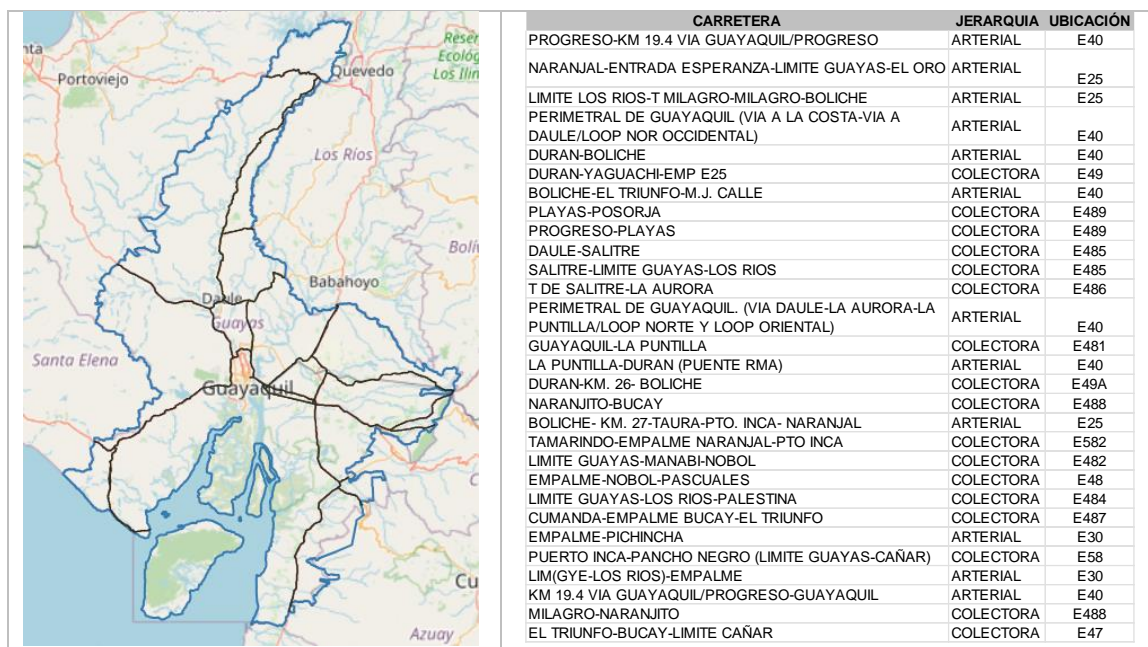 nta
Portoviejo
Reser
Ecológ
Los Ilin
Quevedo
Los Ríos
Bolív
Babahoyo
Daule
Guayas
Santa Elena
Guayaquil
Cu
Azuay
CARRETERA JERARQUIA UBICACIÓN
PROGRESO-KM 19.4 VIA GUAYAQUIL/PROGRESO ARTERIAL E40
NARANJAL-ENTRADA ESPERANZA-LIMITE GUAYAS-EL ORO ARTERIAL E25
LIMITE LOS RIOS-T MILAGRO-MILAGRO-BOLICHE ARTERIAL E25
PERIMETRAL DE GUAYAQUIL (VIA A LA COSTA-VIA A
DAULE/LOOP NOR OCCIDENTAL) ARTERIAL E40
DURAN-BOLICHE ARTERIAL E40
DURAN-YAGUACHI-EMP E25 COLECTORA E49
BOLICHE-EL TRIUNFO-M.J. CALLE ARTERIAL E40
PLAYAS-POSORJA COLECTORA E489
PROGRESO-PLAYAS COLECTORA E489
DAULE-SALITRE COLECTORA E485
SALITRE-LIMITE GUAYAS-LOS RIOS COLECTORA E485
T DE SALITRE-LA AURORA COLECTORA E486
PERIMETRAL DE GUAYAQUIL. (VIA DAULE-LA AURORA-LA
PUNTILLA/LOOP NORTE Y LOOP ORIENTAL) ARTERIAL E40
GUAYAQUIL-LA PUNTILLA COLECTORA E481
LA PUNTILLA-DURAN (PUENTE RMA) ARTERIAL E40
DURAN-KM. 26- BOLICHE COLECTORA E49A
NARANJITO-BUCAY COLECTORA E488
BOLICHE- KM. 27-TAURA-PTO. INCA- NARANJAL ARTERIAL E25
TAMARINDO-EMPALME NARANJAL-PTO INCA COLECTORA E582
LIMITE GUAYAS-MANABI-NOBOL COLECTORA E482
EMPALME-NOBOL-PASCUALES COLECTORA E48
LIMITE GUAYAS-LOS RIOS-PALESTINA COLECTORA E484
CUMANDA-EMPALME BUCAY-EL TRIUNFO COLECTORA E487
EMPALME-PICHINCHA ARTERIAL E30
PUERTO INCA-PANCHO NEGRO (LIMITE GUAYAS-CAÑAR) COLECTORA E58
LIM(GYE-LOS RIOS)-EMPALME ARTERIAL E30
KM 19.4 VIA GUAYAQUIL/PROGRESO-GUAYAQUIL ARTERIAL E40
MILAGRO-NARANJITO COLECTORA E488
EL TRIUNFO-BUCAY-LIMITE CAÑAR COLECTORA E47